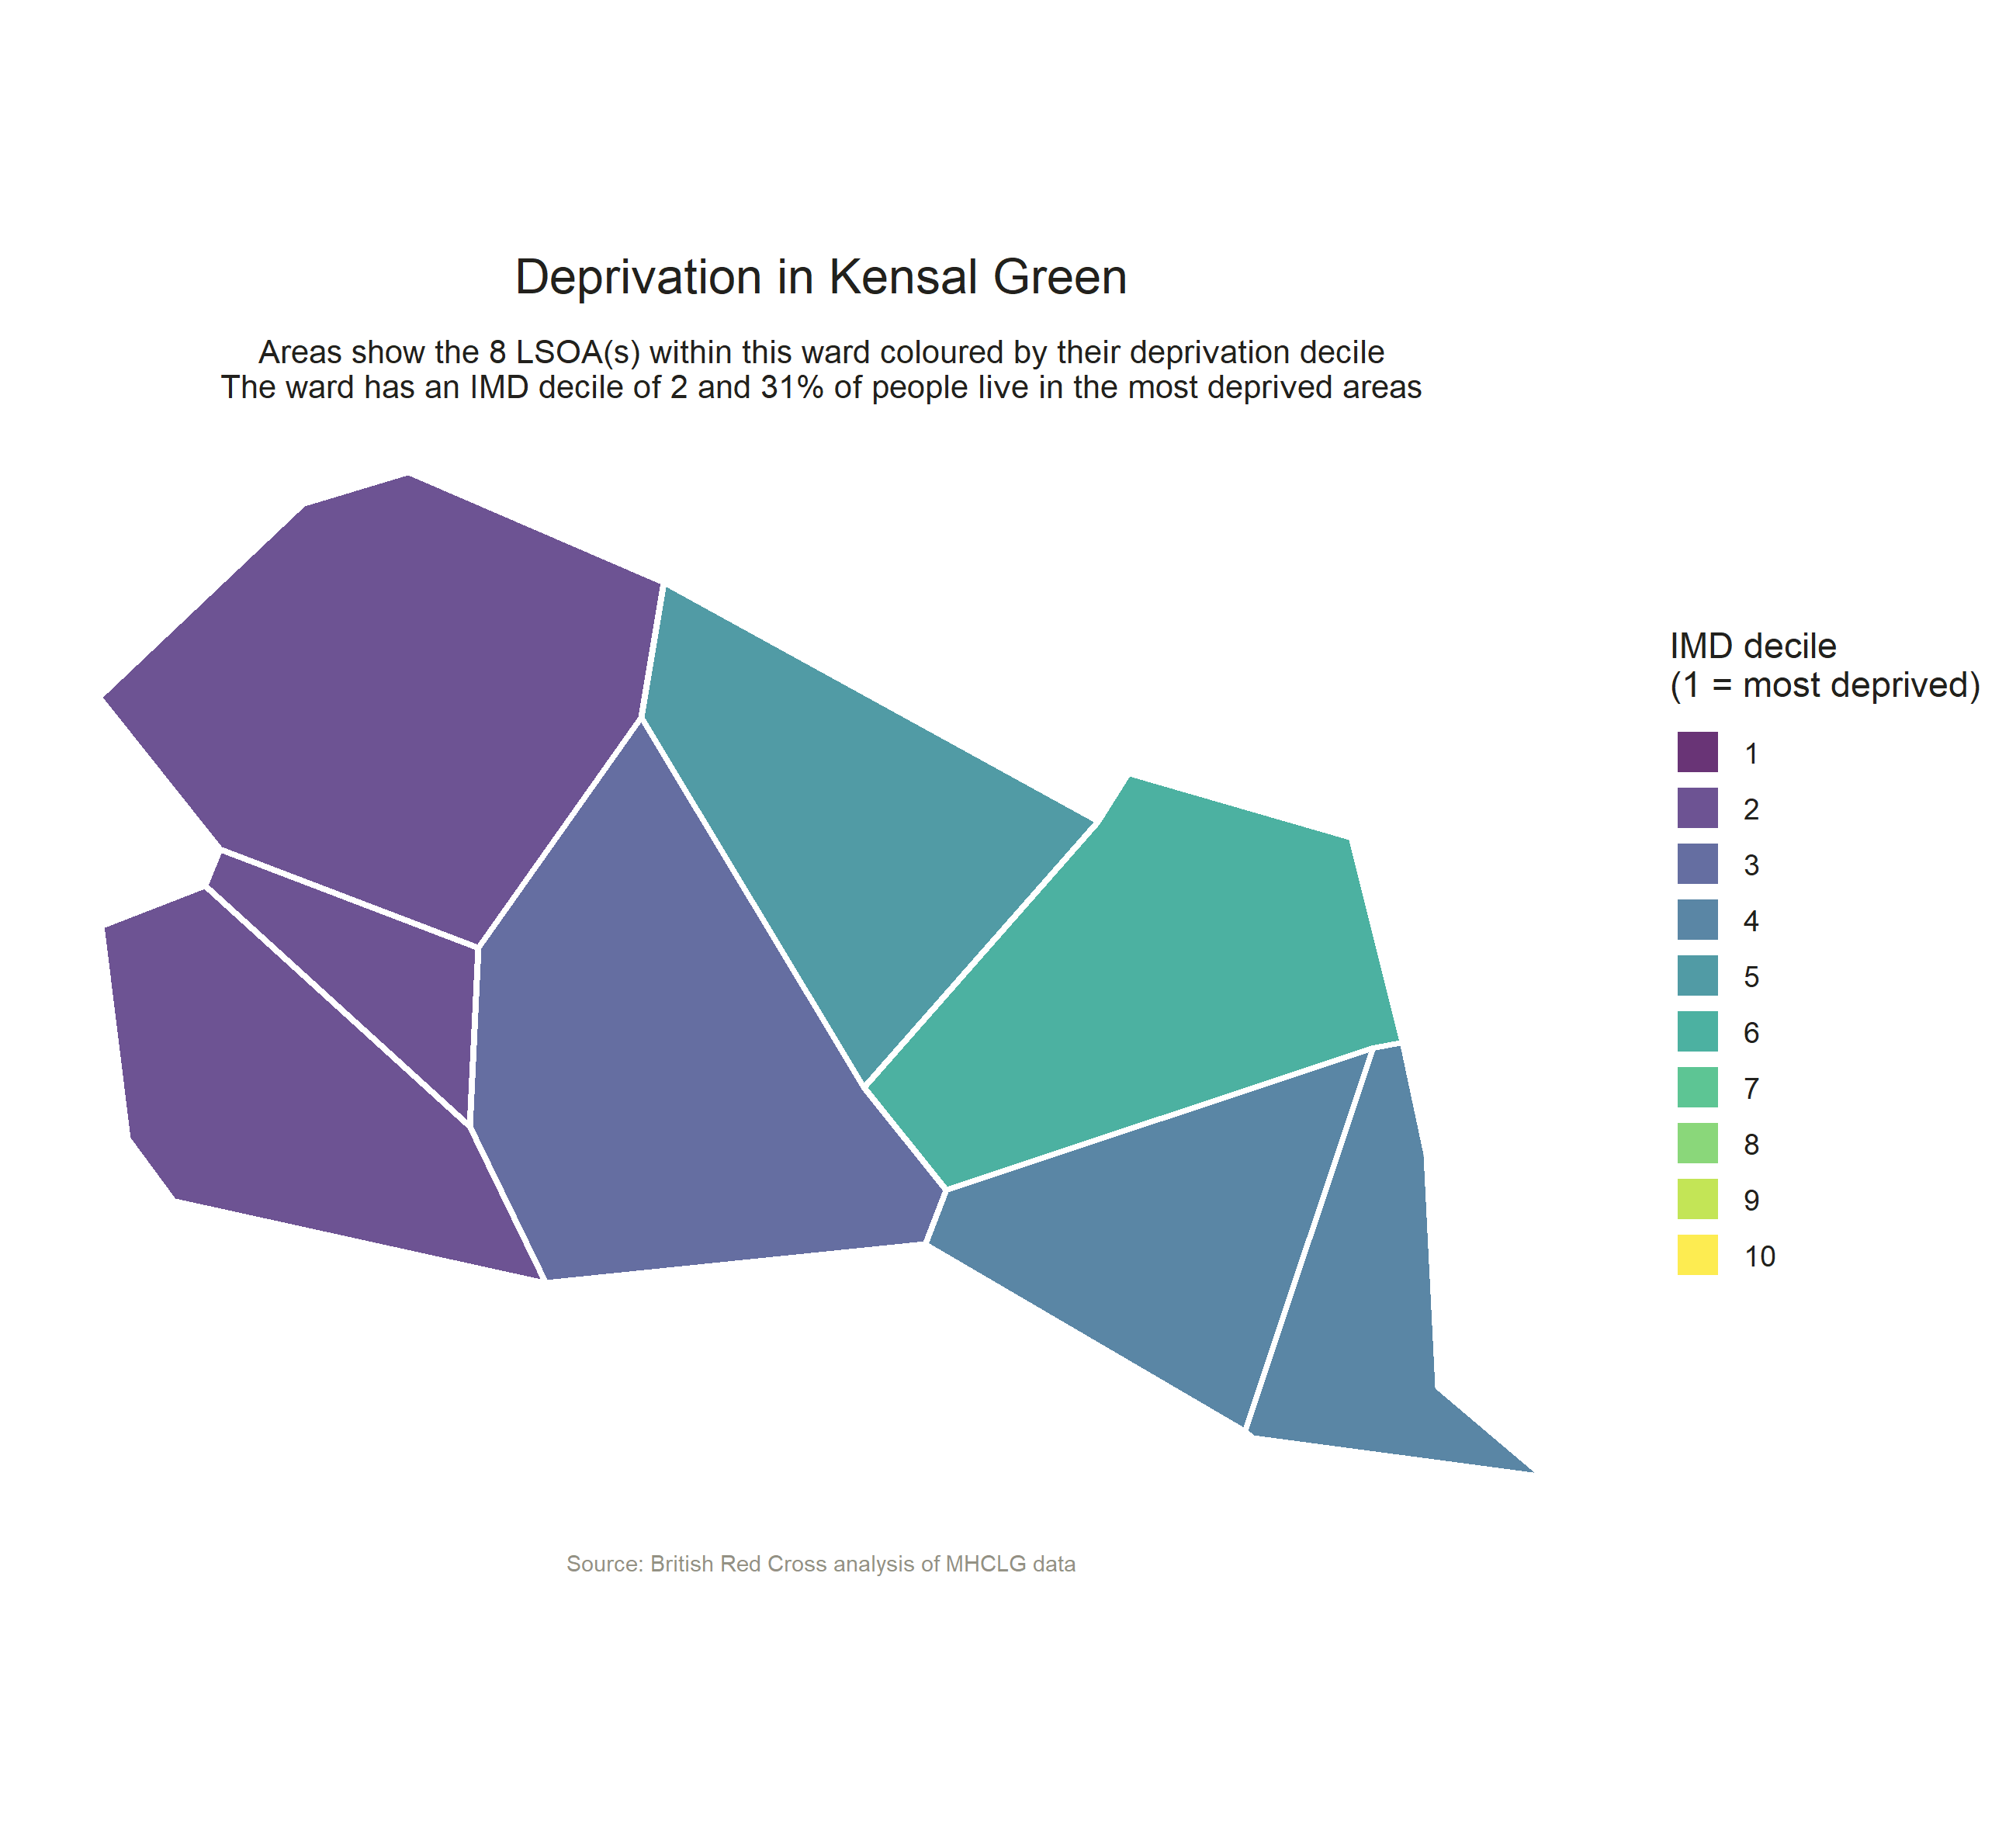 Deprivation in Kensal Green
Areas show the 8 LSOA(s) within this ward coloured by their deprivation decile
The ward has an IMD decile of 2 and 31% of people live in the most deprived areas
IMD decile
(1 = most deprived)
1
2
3
4
5
6
7
8
9
10
Source: British Red Cross analysis of MHCLG data